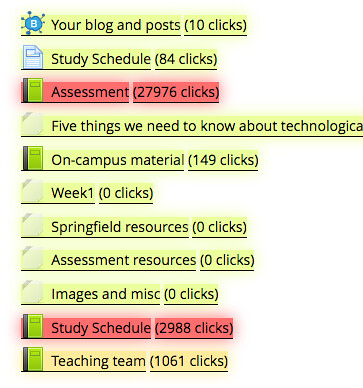 Your blog and posts (10 clicks)
Study Schedule (84 clicks)
Assessment (27976 clicks)
Five things we need to know about technologica
On-campus material (149 clicks)
Week1 (0 clicks)
Springfield resources (0 clicks)
Assessment resources (0 clicks)
Images and misc (0 clicks)
Study Schedule (2988 clicks)
Teaching team (1061 clicks)